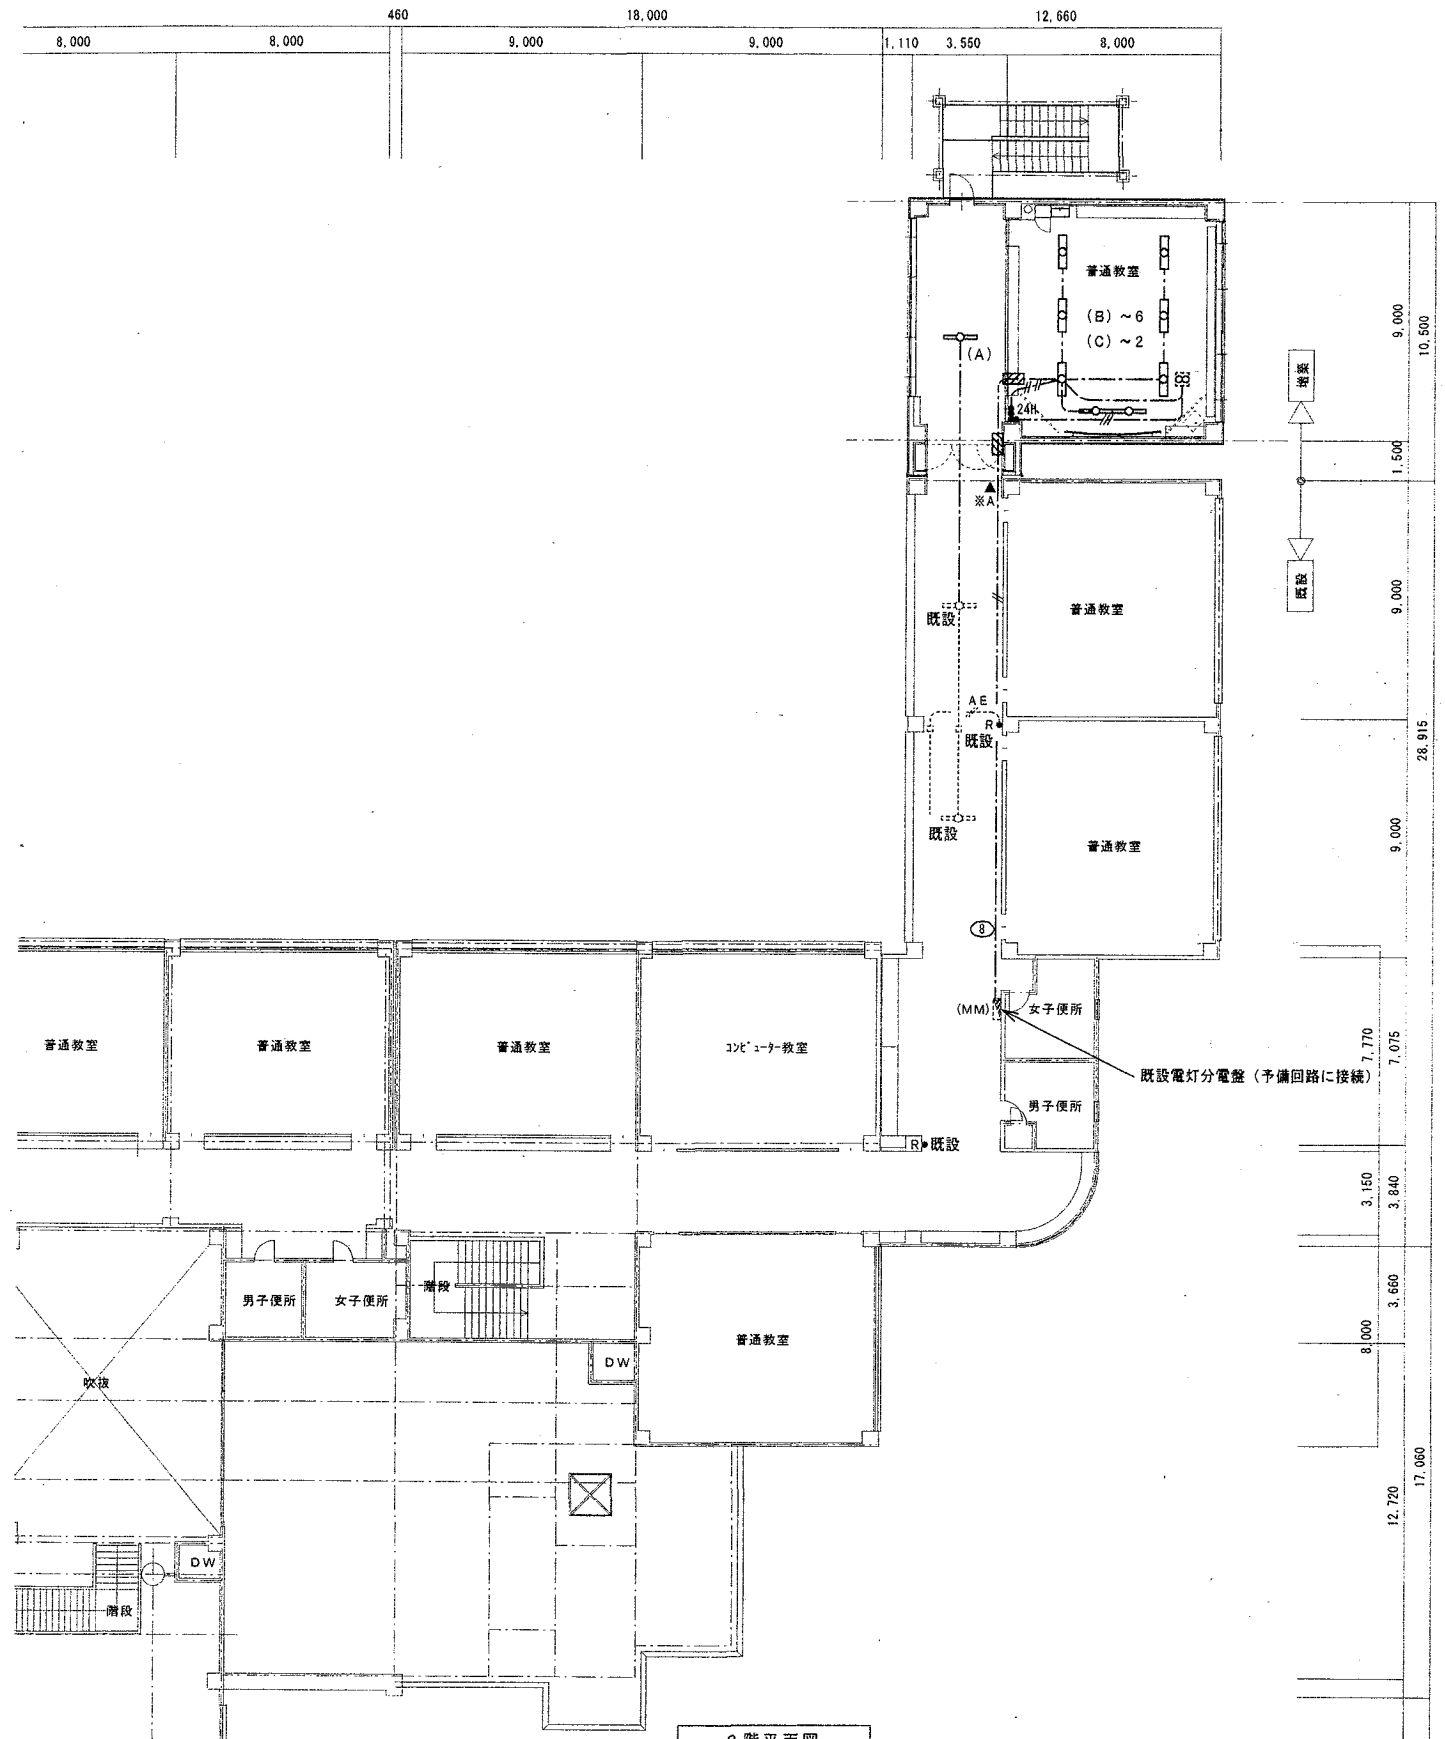 460
18,000
12,660
8,000
8,000
9,000
9,000
1,110
3,550
8,000
普通教室
(B) ~6
(C) ~2
(A)
24H
※A
9,000
10,500
増築
1,500
既設
普通教室
9,000
既設
AE
R
既設
28,915
既設
普通教室
9,000
8
(MM)
女子便所
既設電灯分電盤 (予備回路に接続)
男子便所
7,770
7,075
普通教室
普通教室
普通教室
コンピューター教室
R
既設
3,150
3,840
階段
男子便所
女子便所
普通教室
3,660
8,000
DW
吹抜
17,060
12,720
DW
階段